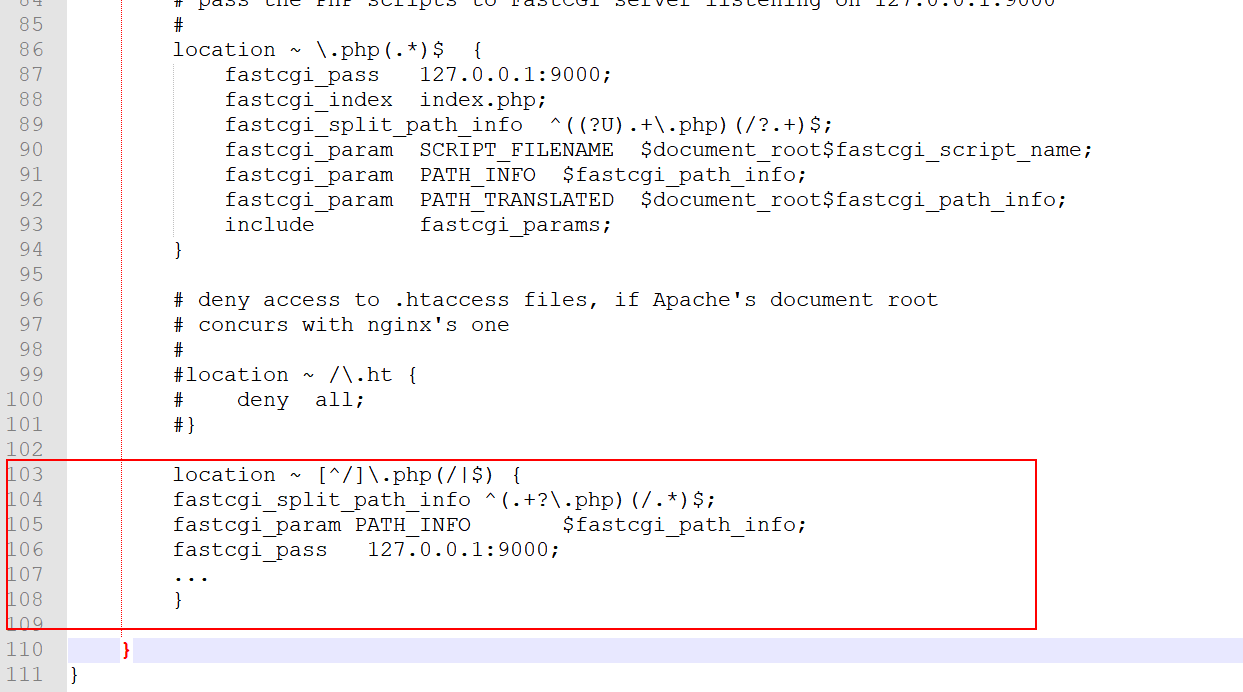 84 # pass the PHP scripts to FastCGI server listening on 127.0.0.1:9000
85 #
86 location ~ \.php(.*)$  {
87     fastcgi_pass   127.0.0.1:9000;
88     fastcgi_index  index.php;
89     fastcgi_split_path_info  ^((?U).+\.php)(/?.+)$;
90     fastcgi_param  SCRIPT_FILENAME  $document_root$fastcgi_script_name;
91     fastcgi_param  PATH_INFO  $fastcgi_path_info;
92     fastcgi_param  PATH_TRANSLATED  $document_root$fastcgi_path_info;
93     include        fastcgi_params;
94 }
95
96 # deny access to .htaccess files, if Apache's document root
97 # concurs with nginx's one
98 #
99 #location ~ /\.ht {
100 #    deny  all;
101 #}
102
103 location ~ [^/]\.php(/|$) {
104 fastcgi_split_path_info ^(.+?\.php)(/.*)$;
105 fastcgi_param PATH_INFO       $fastcgi_path_info;
106 fastcgi_pass   127.0.0.1:9000;
107 ...
108 }
109
110 }
111 }